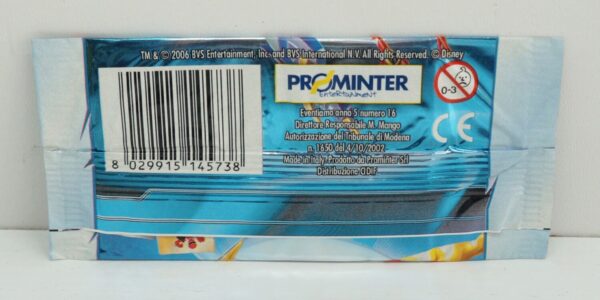 TM & © 2006 BVS Entertainment, Inc. and BVS International N.V. All Rights Reserved. © Disney
PROMINTER
ENTERTAINMENT
0-3
Eventiamo anno 5 numero 16
Direttore Responsabile M. Mango
Autorizzazione del Tribunale di Modena
n. 1650 del 4/10/2002
Made in Italy. Prodotto da Prominter Srl
Distribuzione CIDIF
CE
8 029915 145738